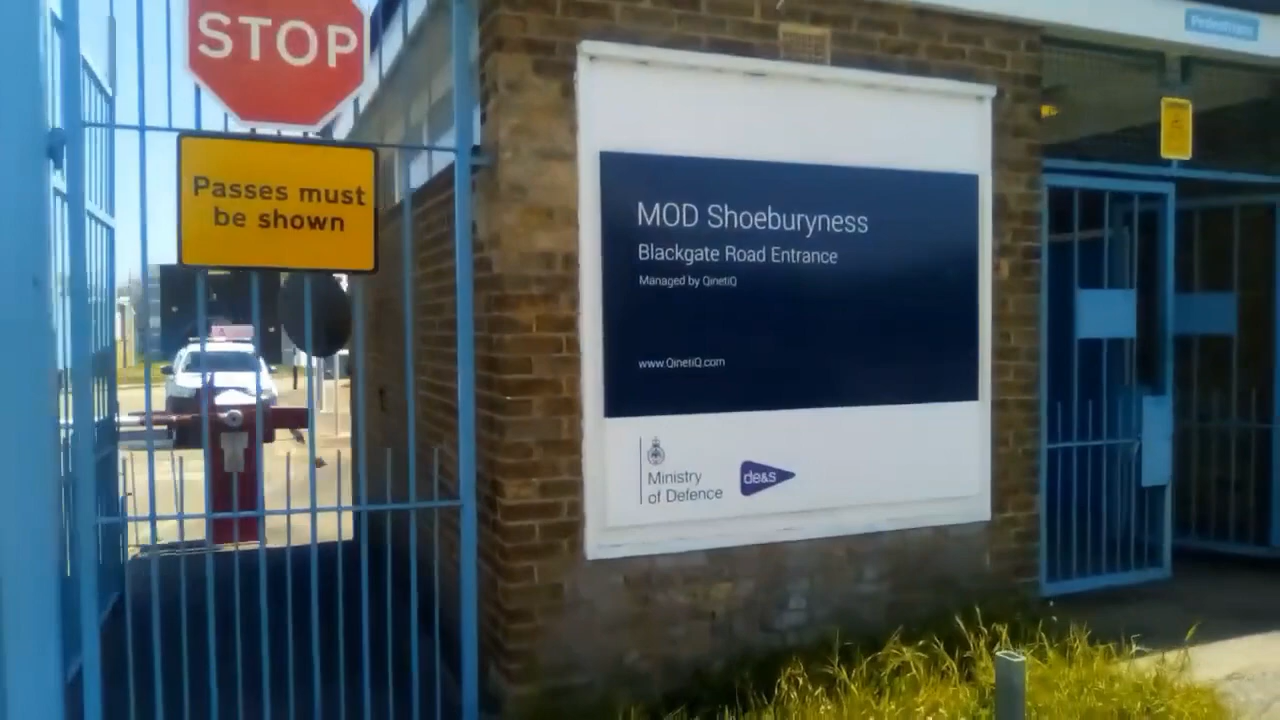 STOP
Passes must
be shown
MOD Shoeburyness
Blackgate Road Entrance
Managed by QinetiQ
www.QinetiQ.com
Ministry
of Defence
de&s
Pedestrians